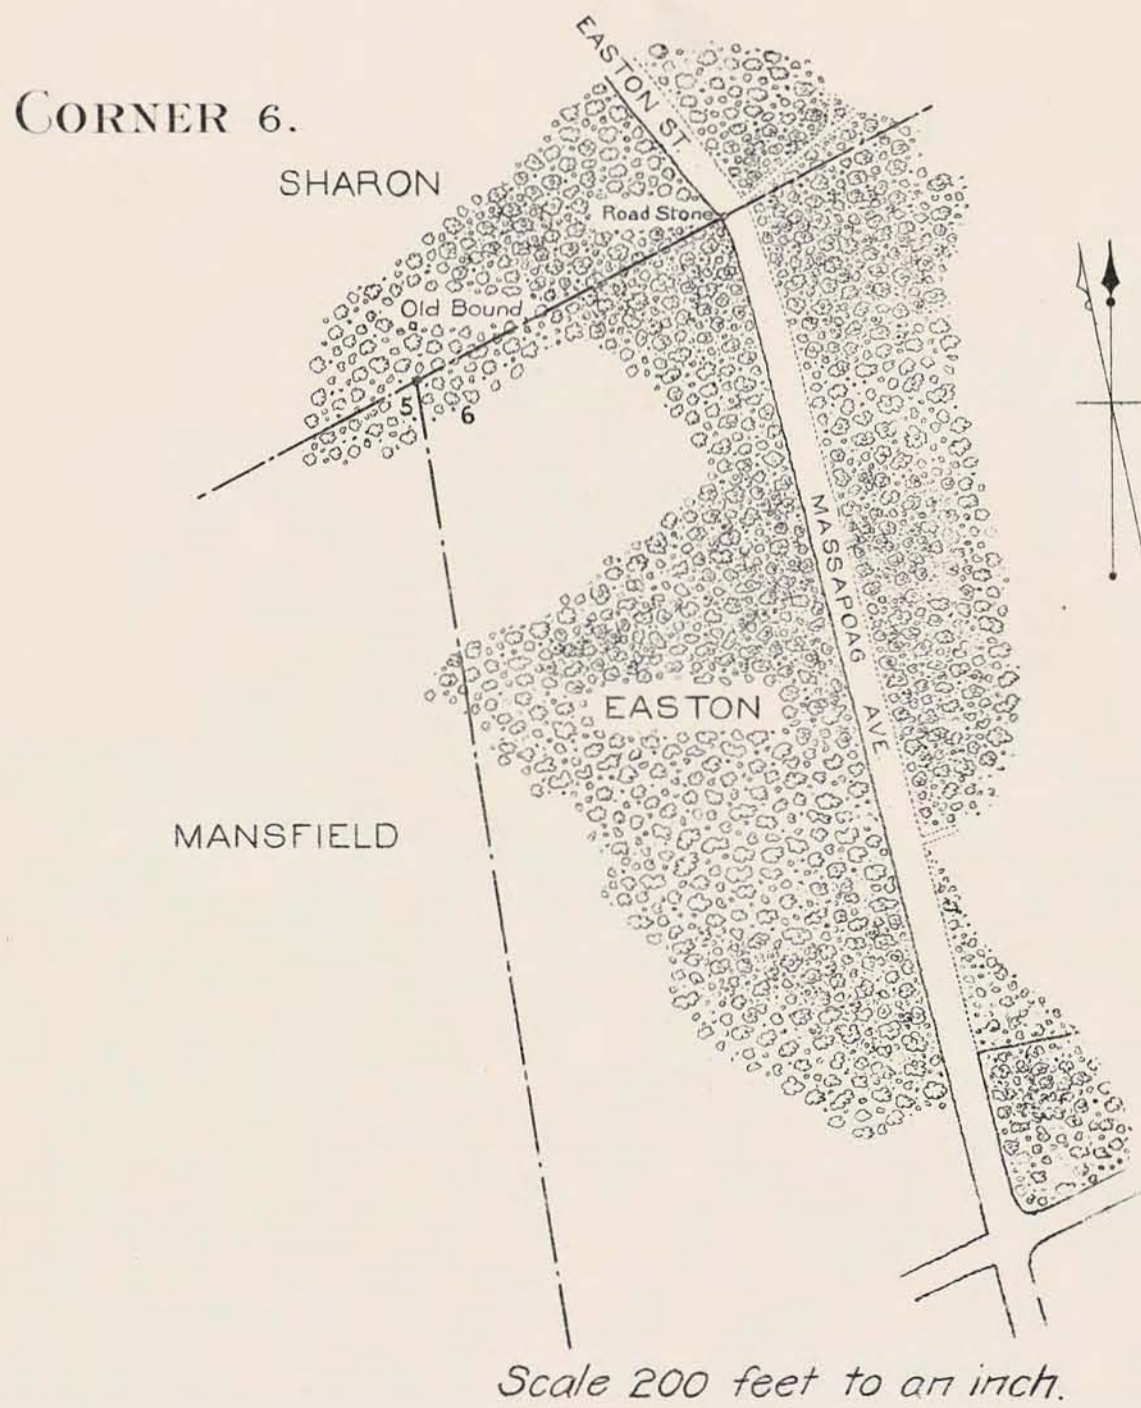 CORNER 6.
EASTON ST.
SHARON
Road Stone
Old Bound
5 6
MASSAPOAG AVE
EASTON
MANSFIELD
Scale 200 feet to an inch.